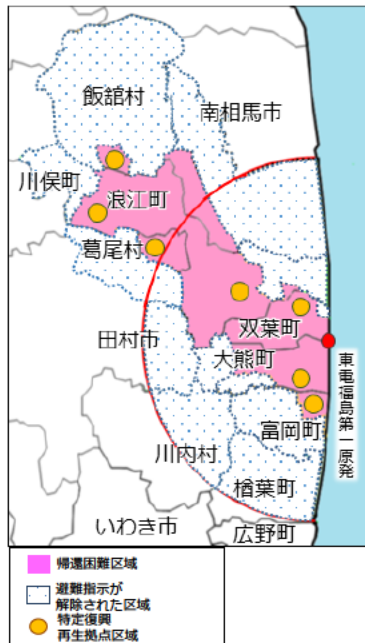 飯舘村
南相馬市
川俣町
浪江町
葛尾村
双葉町
田村市
大熊町
東電福島第一原発
富岡町
川内村
楢葉町
いわき市
広野町
帰還困難区域
避難指示が
解除された区域
特定復興
再生拠点区域